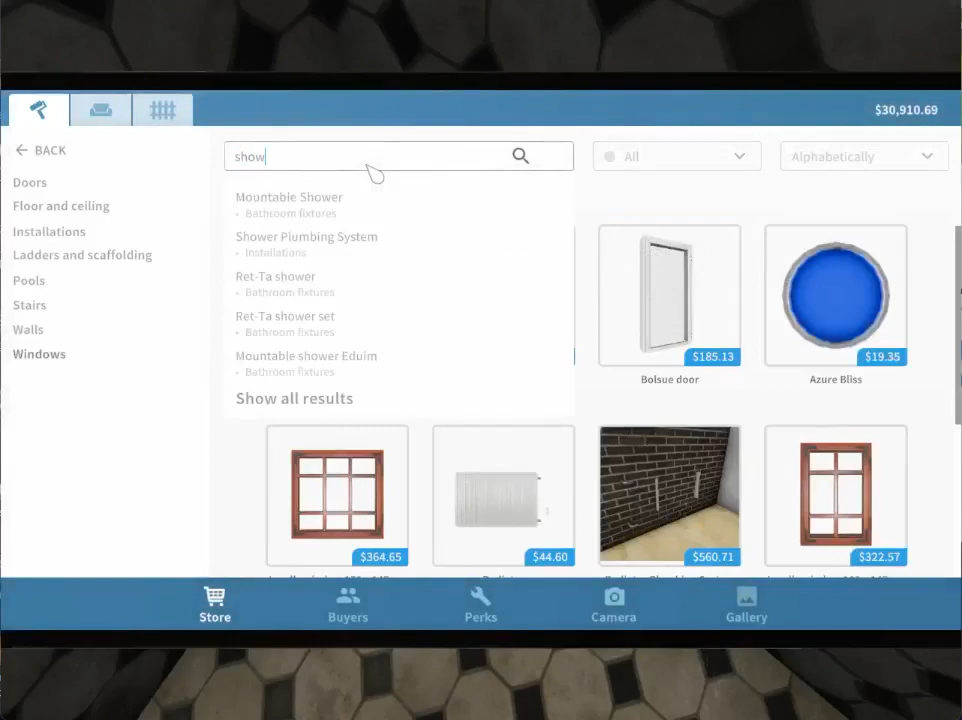 $30,910.69
BACK
show
All
Alphabetically
Doors
Floor and ceiling
Installations
Ladders and scaffolding
Pools
Stairs
Walls
Windows
Mountable Shower
• Bathroom fixtures
Shower Plumbing System
• Installations
Ret-Ta shower
• Bathroom fixtures
Ret-Ta shower set
• Bathroom fixtures
Mountable shower Eduim
• Bathroom fixtures
Show all results
$185.13
$19.35
Bolsue door
Azure Bliss
$364.65
$44.60
$560.71
$322.57
Store
Buyers
Perks
Camera
Gallery